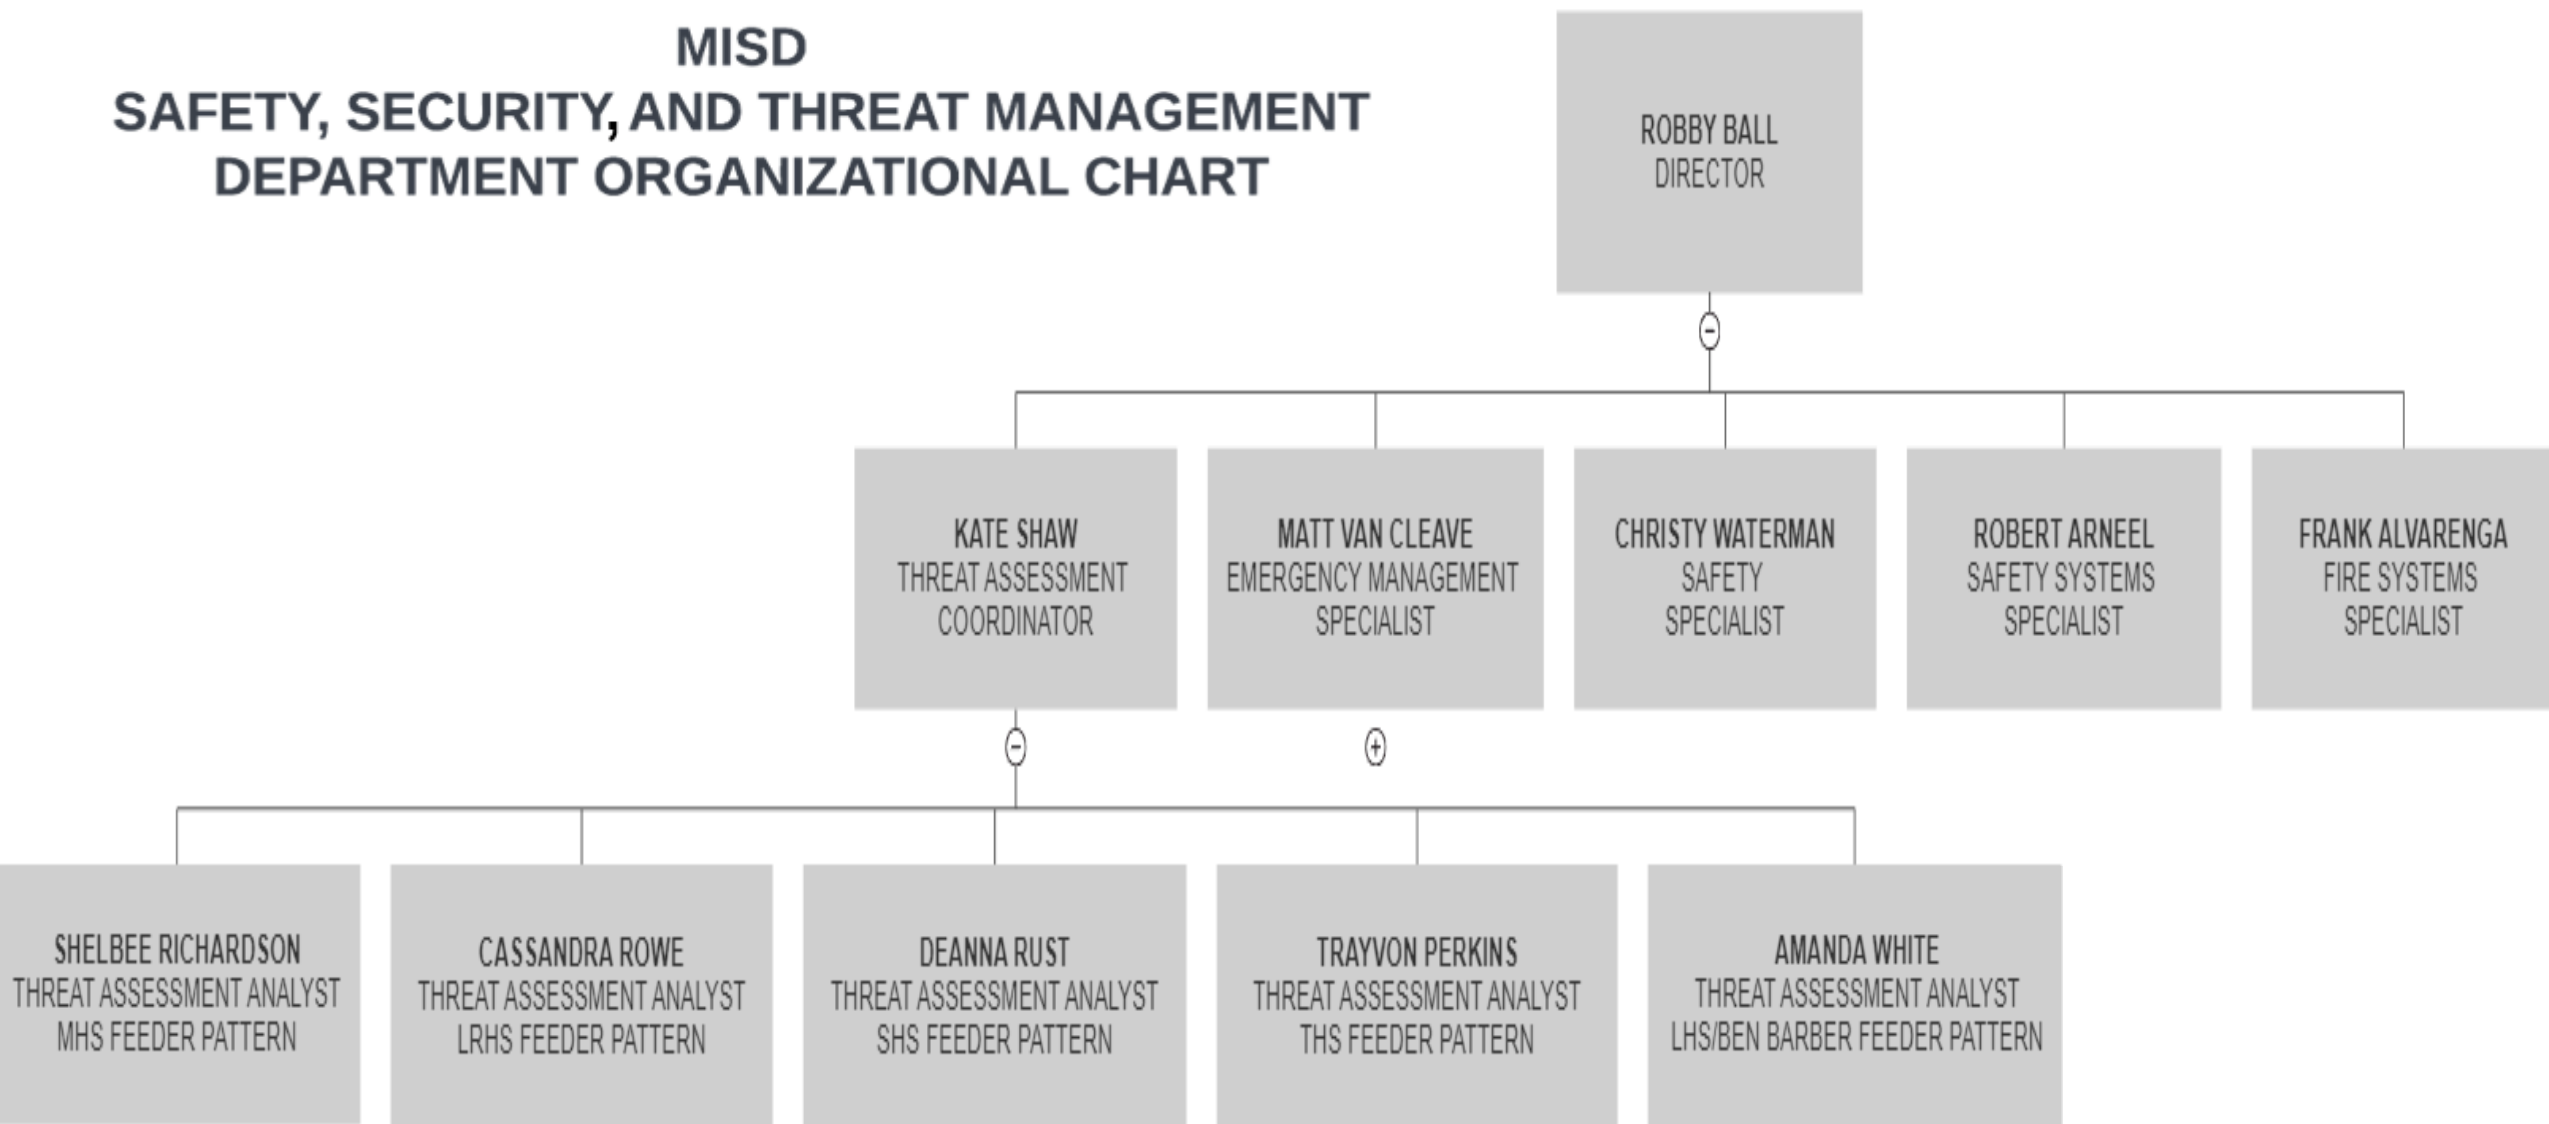 MISD
SAFETY, SECURITY, AND THREAT MANAGEMENT
DEPARTMENT ORGANIZATIONAL CHART
ROBBY BALL
DIRECTOR
KATE SHAW
THREAT ASSESSMENT
COORDINATOR
MATT VAN CLEAVE
EMERGENCY MANAGEMENT
SPECIALIST
CHRISTY WATERMAN
SAFETY
SPECIALIST
ROBERT ARNEEL
SAFETY SYSTEMS
SPECIALIST
FRANK ALVARENGA
FIRE SYSTEMS
SPECIALIST
SHELBEE RICHARDSON
THREAT ASSESSMENT ANALYST
MHS FEEDER PATTERN
CASSANDRA ROWE
THREAT ASSESSMENT ANALYST
LRHS FEEDER PATTERN
DEANNA RUST
THREAT ASSESSMENT ANALYST
SHS FEEDER PATTERN
TRAYVON PERKINS
THREAT ASSESSMENT ANALYST
THS FEEDER PATTERN
AMANDA WHITE
THREAT ASSESSMENT ANALYST
LHS/BEN BARBER FEEDER PATTERN